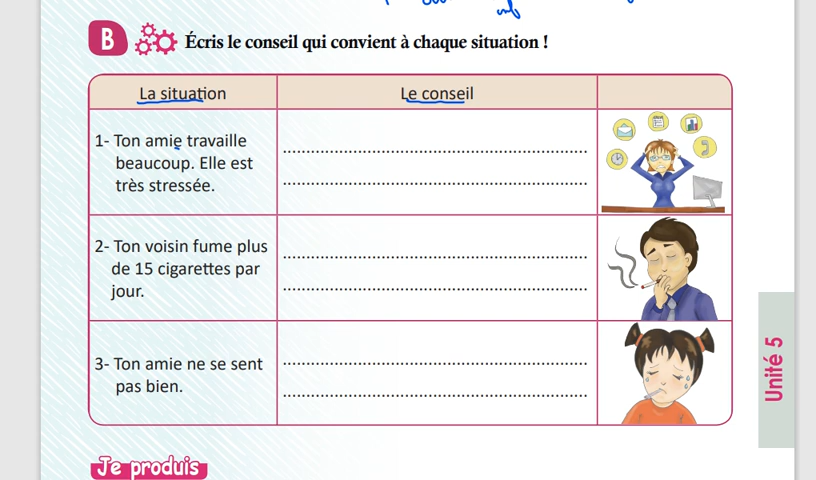 B
Écris le conseil qui convient à chaque situation !
La situation
Le conseil
1- Ton amie travaille
beaucoup. Elle est
très stressée.
2- Ton voisin fume plus
de 15 cigarettes par
jour.
3- Ton amie ne se sent
pas bien.
Unité 5
Je produis